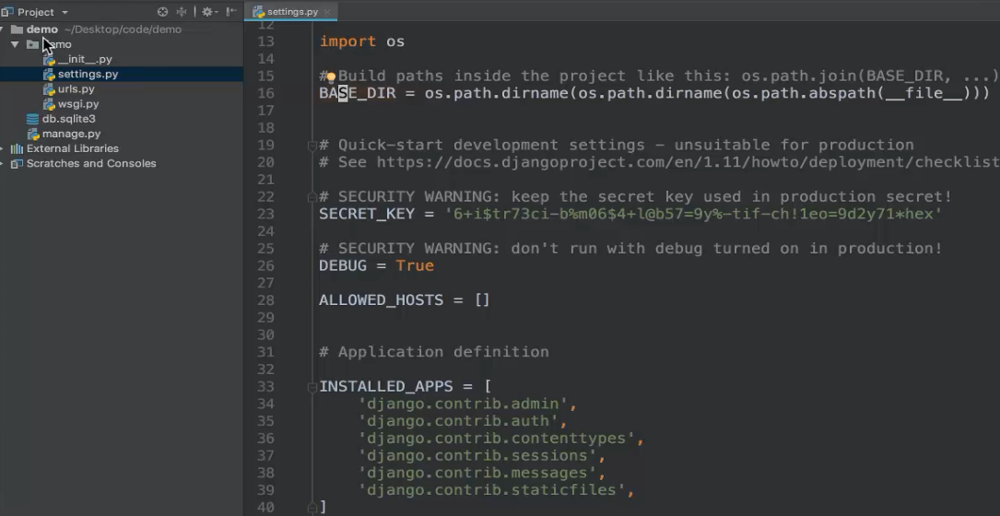 Project
settings.py
demo ~/Desktop/code/demo
__init__.py
settings.py
urls.py
wsgi.py
db.sqlite3
manage.py
External Libraries
Scratches and Consoles
12
13 import os
14
15 # Build paths inside the project like this: os.path.join(BASE_DIR, ...)
16 BASE_DIR = os.path.dirname(os.path.dirname(os.path.abspath(__file__)))
17
18
19 # Quick-start development settings – unsuitable for production
20 # See https://docs.djangoproject.com/en/1.11/howto/deployment/checklist
21
22 # SECURITY WARNING: keep the secret key used in production secret!
23 SECRET_KEY = '6+i$tr73ci-b%m06$4+l@b57=9y%-tif-ch!1eo=9d2y71*hex'
24
25 # SECURITY WARNING: don't run with debug turned on in production!
26 DEBUG = True
27
28 ALLOWED_HOSTS = []
29
30
31 # Application definition
32
33 INSTALLED_APPS = [
34 'django.contrib.admin',
35 'django.contrib.auth',
36 'django.contrib.contenttypes',
37 'django.contrib.sessions',
38 'django.contrib.messages',
39 'django.contrib.staticfiles',
40 ]